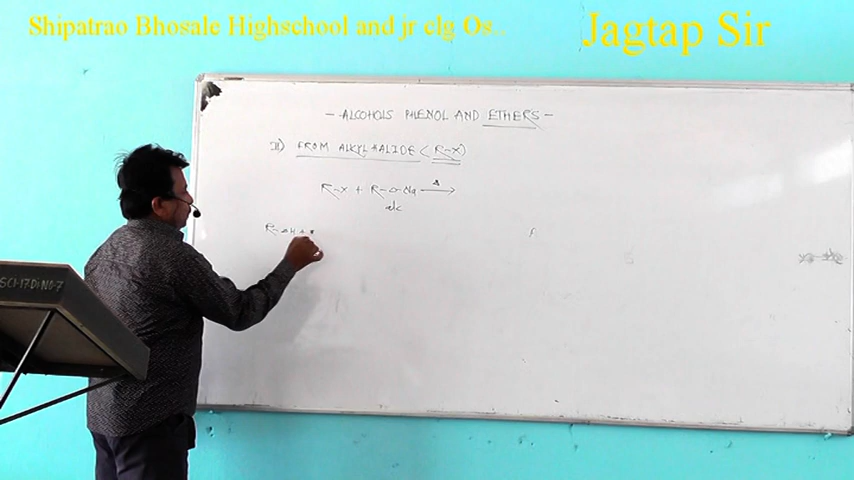 Shipatrao Bhosale Highschool and jr clg Os..
Jagtap Sir
- ALCOHOLS PHENOL AND ETHERS -
II) FROM ALKYL HALIDE (R-X)
R-X + R-O-Na Δ→
alc
R-OH +